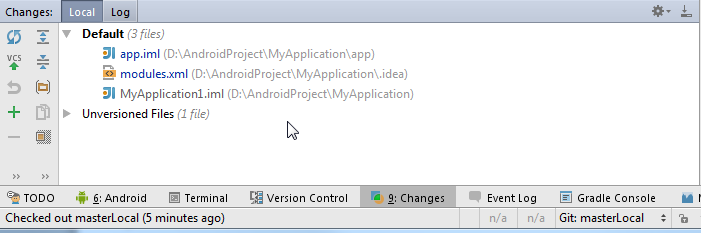 Changes: Local Log
Default (3 files)
app.iml (D:\AndroidProject\MyApplication\app)
modules.xml (D:\AndroidProject\MyApplication\.idea)
MyApplication1.iml (D:\AndroidProject\MyApplication)
Unversioned Files (1 file)
VCS
TODO 6: Android Terminal Version Control 9: Changes Event Log Gradle Console
Checked out masterLocal (5 minutes ago) n/a n/a Git: masterLocal